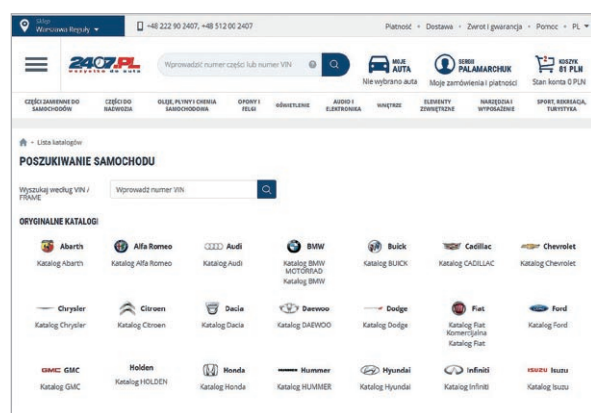 Sklep
Warszawa Reguły
+48 222 90 2407, +48 512 00 2407
Płatność • Dostawa • Zwrot i gwarancja • Pomoc • PL
2407.PL
wszystko do auta
Wprowadzić numer części lub numer VIN
MOJE AUTA
Nie wybrano auta
SERGII PALAMARCHUK
Moje zamówienia i płatności
KOSZYK 81 PLN
Stan konta 0 PLN
CZĘŚCI ZAMIENNE DO SAMOCHODÓW
CZĘŚCI DO NADWOZIA
OLEJE, PŁYNY I CHEMIA SAMOCHODOWA
OPONY I FELGI
OŚWIETLENIE
AUDIO I ELEKTRONIKA
WNĘTRZE
ELEMENTY ZEWNĘTRZNE
NARZĘDZIA I WYPOSAŻENIE
SPORT, REKREACJA, TURYSTYKA
Lista katalogów
POSZUKIWANIE SAMOCHODU
Wyszukaj według VIN /
FRAME
Wprowadź numer VIN
ORYGINALNE KATALOGI
Abarth Alfa Romeo Audi BMW Buick Cadillac Chevrolet
Katalog Abarth Katalog Alfa Romeo Katalog Audi Katalog BMW Katalog BUICK Katalog CADILLAC Katalog Chevrolet
MOTORRAD
Katalog BMW
Chrysler Citroen Dacia Daewoo Dodge Fiat Ford
Katalog Chrysler Katalog Citroen Katalog Dacia Katalog DAEWOO Katalog Dodge Katalog Fiat Katalog Ford
Komercijalna
Katalog Fiat
GMC GMC Holden Honda Hummer Hyundai Infiniti ISUZU Isuzu
Katalog GMC Katalog HOLDEN Katalog Honda Katalog HUMMER Katalog Hyundai Katalog Infiniti Katalog Isuzu